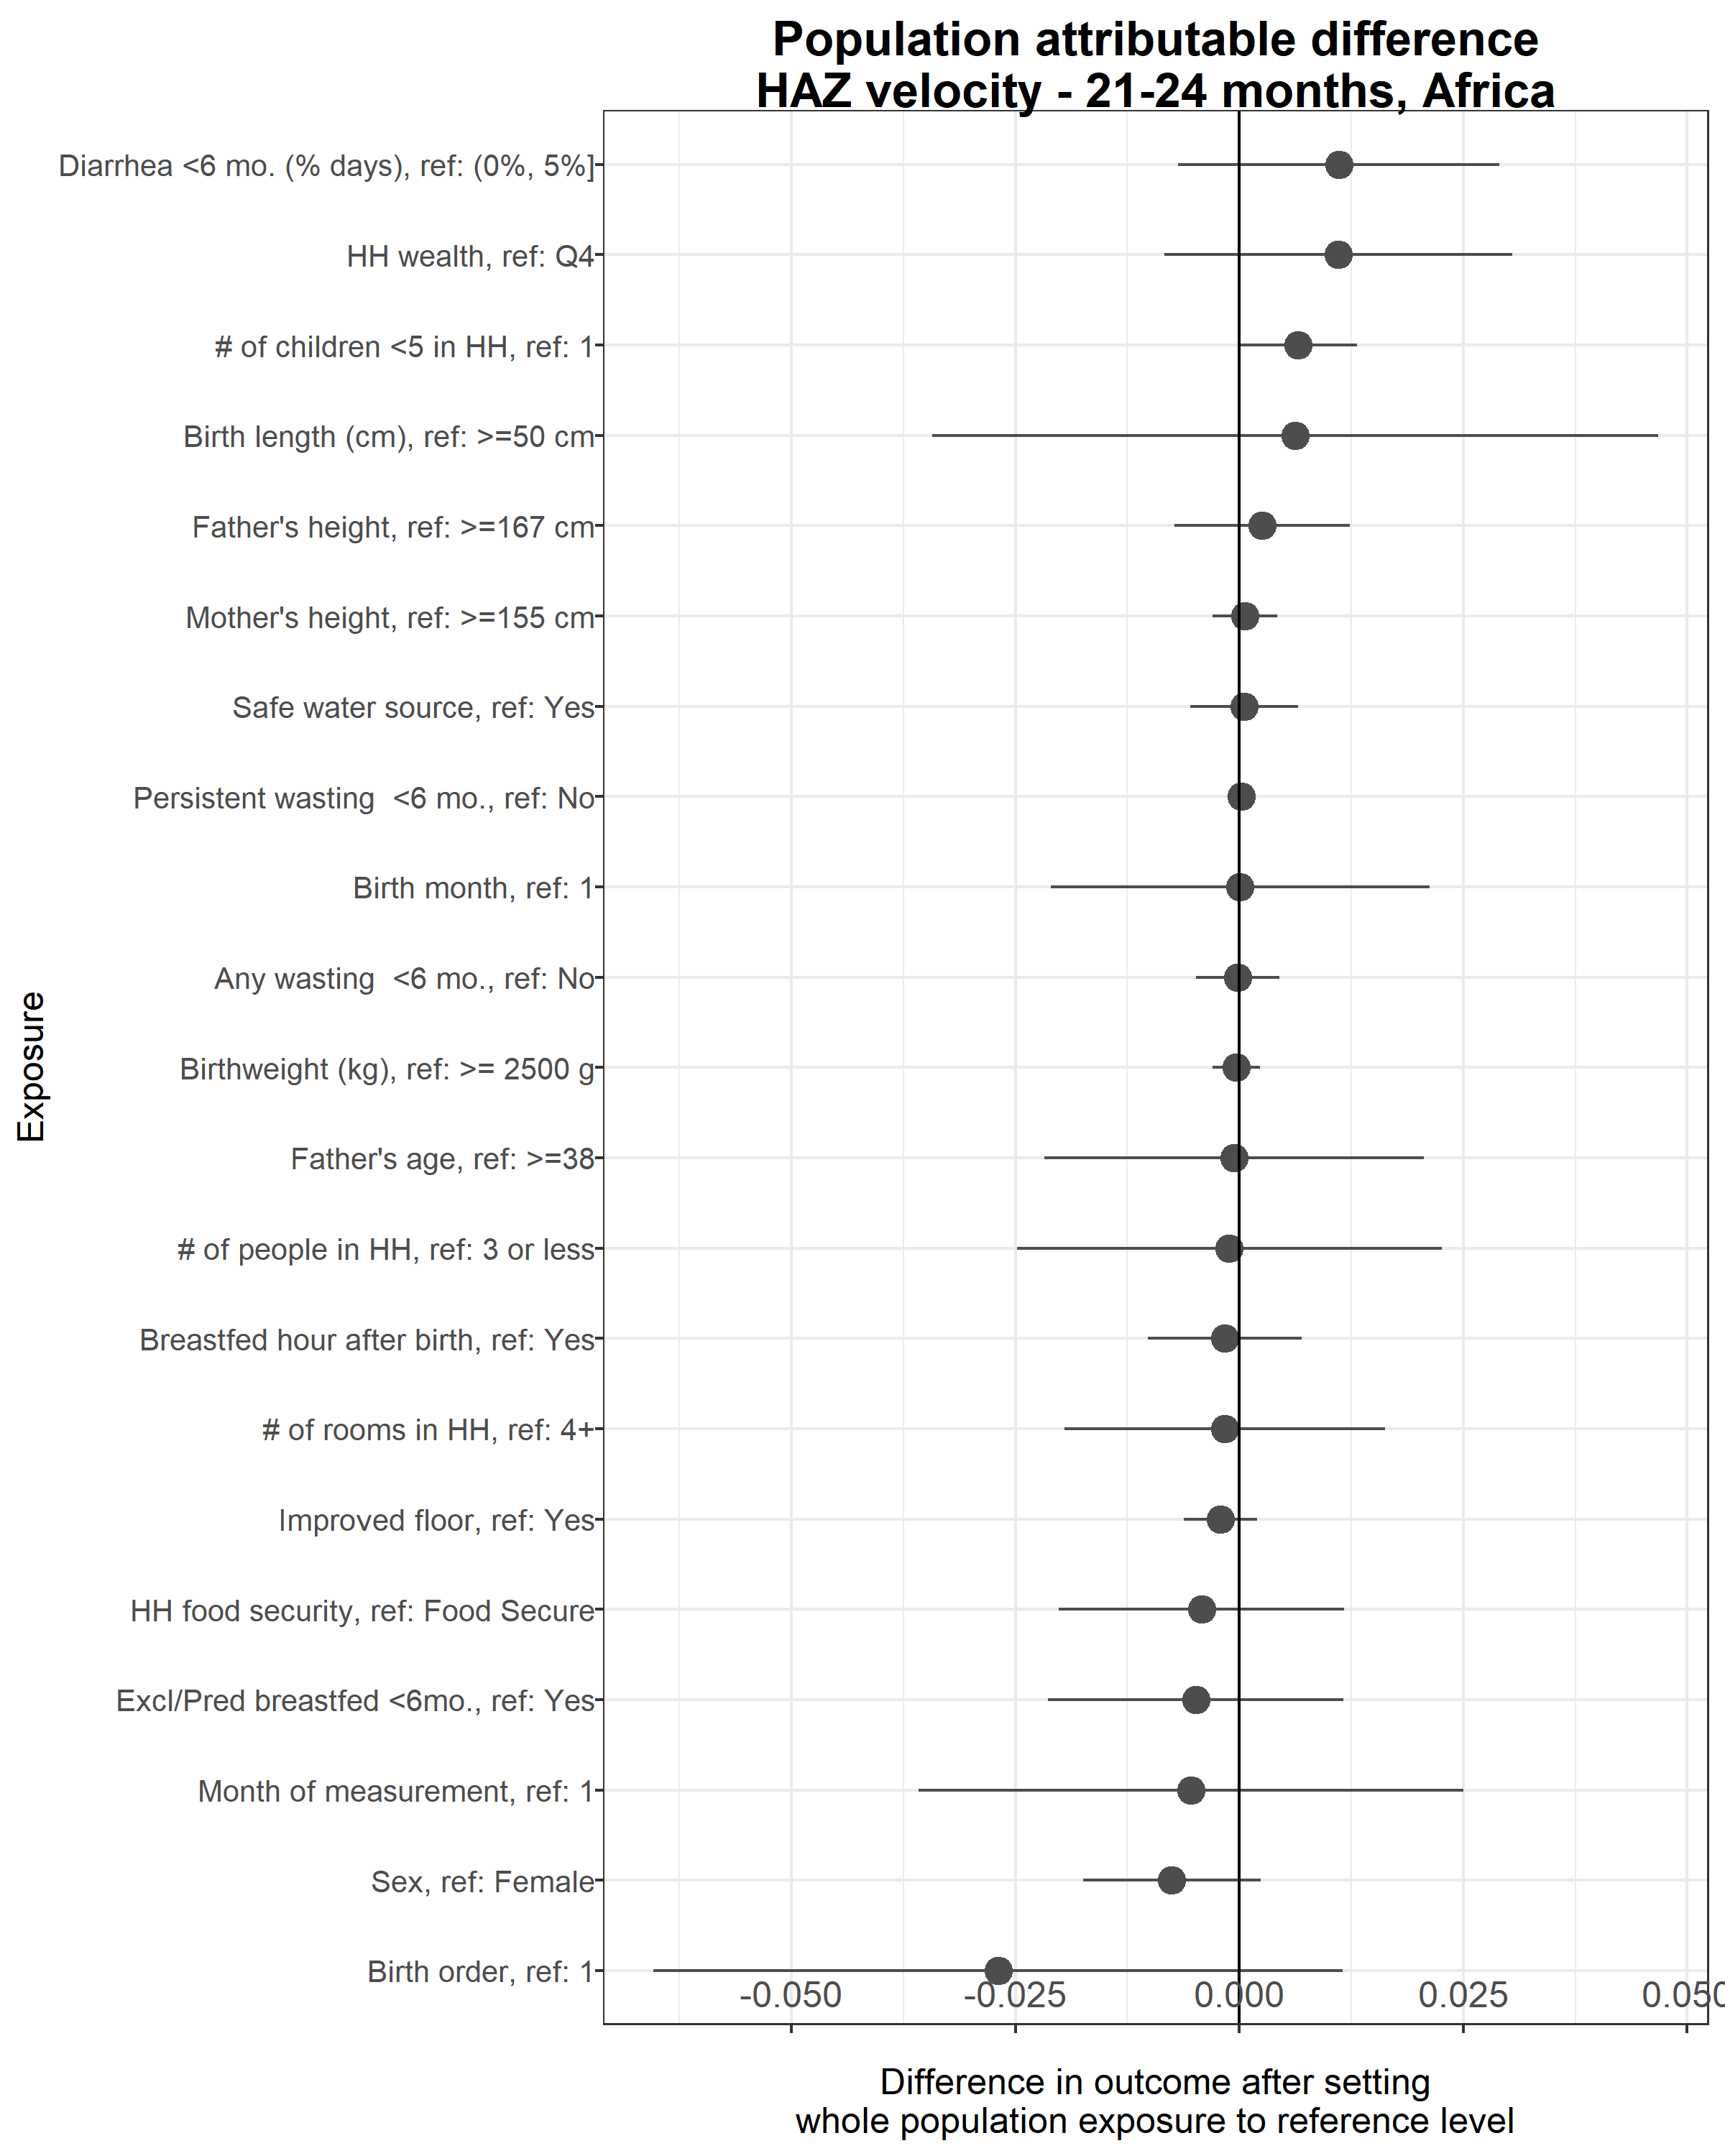 Population attributable difference
HAZ velocity - 21-24 months, Africa
Diarrhea <6 mo. (% days), ref: (0%, 5%]
HH wealth, ref: Q4
# of children <5 in HH, ref: 1
Birth length (cm), ref: >=50 cm
Father's height, ref: >=167 cm
Mother's height, ref: >=155 cm
Safe water source, ref: Yes
Persistent wasting  <6 mo., ref: No
Birth month, ref: 1
Any wasting  <6 mo., ref: No
Birthweight (kg), ref: >= 2500 g
Father's age, ref: >=38
# of people in HH, ref: 3 or less
Breastfed hour after birth, ref: Yes
# of rooms in HH, ref: 4+
Improved floor, ref: Yes
HH food security, ref: Food Secure
Excl/Pred breastfed <6mo., ref: Yes
Month of measurement, ref: 1
Sex, ref: Female
Birth order, ref: 1
Exposure
-0.050 -0.025 0.000 0.025 0.050
Difference in outcome after setting
whole population exposure to reference level